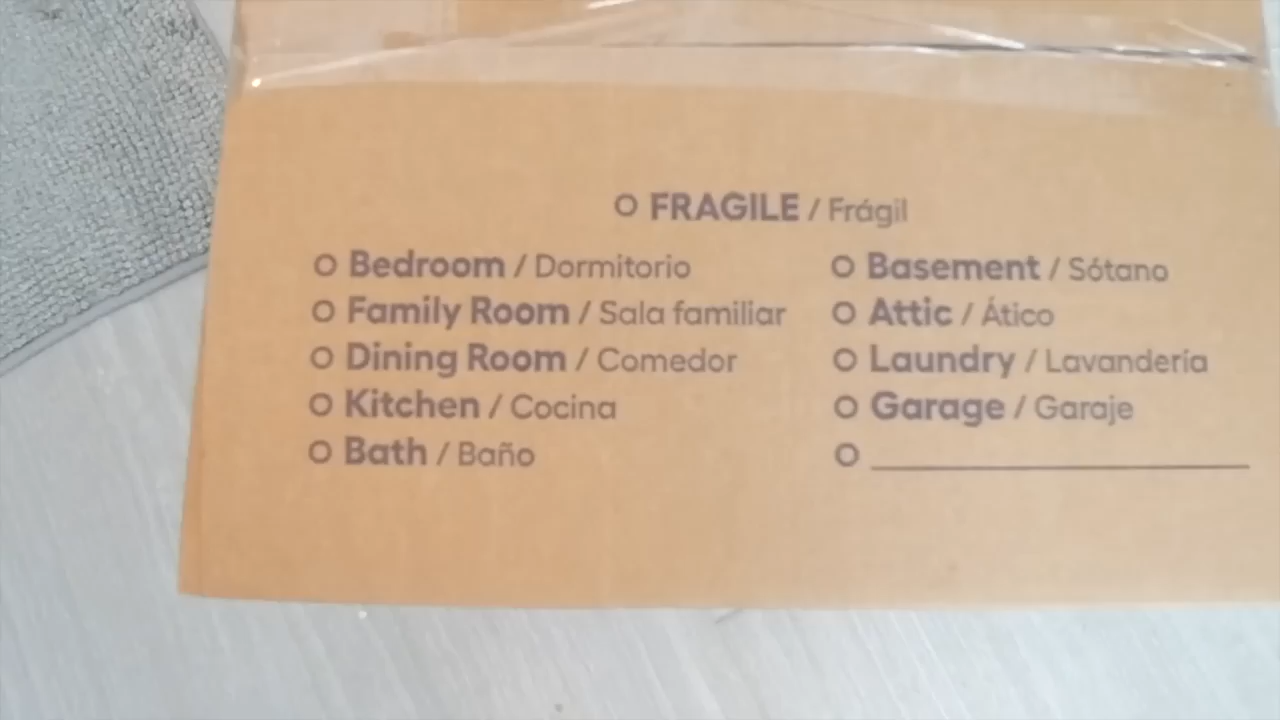 FRAGILE / Frágil
Bedroom / Dormitorio
Family Room / Sala familiar
Dining Room / Comedor
Kitchen / Cocina
Bath / Baño
Basement / Sótano
Attic / Ático
Laundry / Lavandería
Garage / Garaje